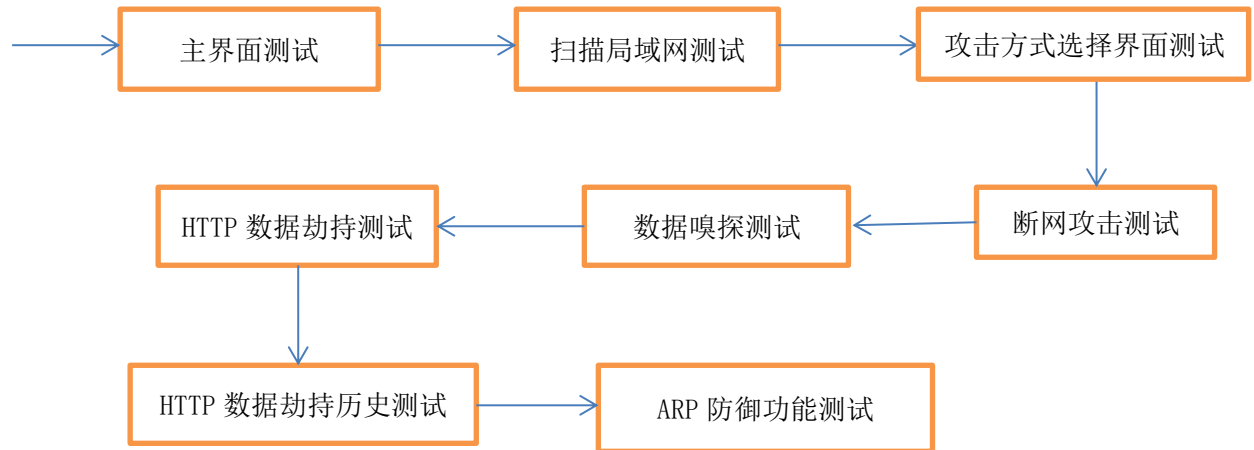 主界面测试
扫描局域网测试
攻击方式选择界面测试
断网攻击测试
数据嗅探测试
HTTP 数据劫持测试
HTTP 数据劫持历史测试
ARP 防御功能测试